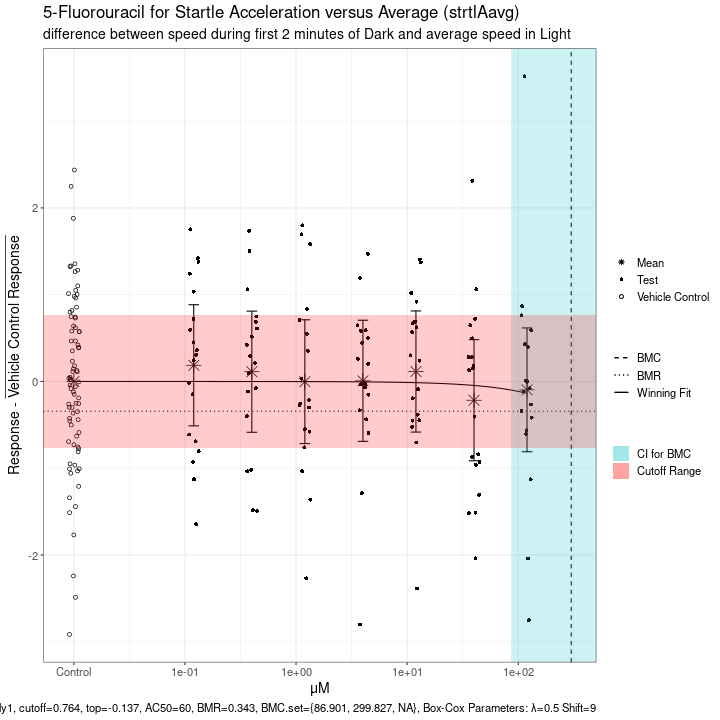 5-Fluorouracil for Startle Acceleration versus Average (strtlAavg)
difference between speed during first 2 minutes of Dark and average speed in Light
Response - Vehicle Control Response
2
0
-2
Control
1e-01
1e+00
1e+01
1e+02
µM
Mean
Test
Vehicle Control
BMC
BMR
Winning Fit
CI for BMC
Cutoff Range
ly1, cutoff=0.764, top=-0.137, AC50=60, BMR=0.343, BMC.set={86.901, 299.827, NA}, Box-Cox Parameters: λ=0.5 Shift=9